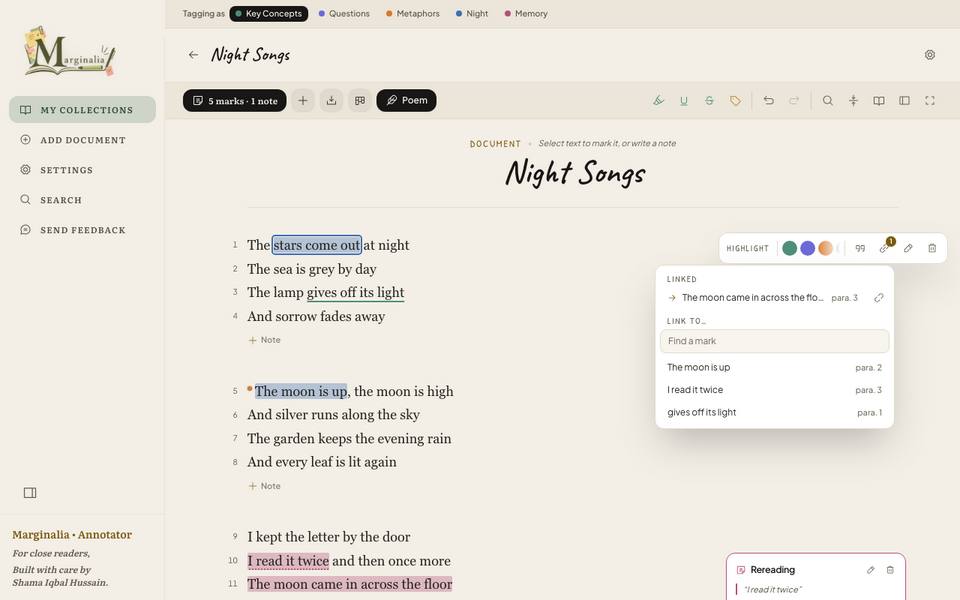 Tagging as Key Concepts Questions Metaphors Night Memory
Marginalia
MY COLLECTIONS
ADD DOCUMENT
SETTINGS
SEARCH
SEND FEEDBACK
Marginalia • Annotator
For close readers,
Built with care by
Shama Iqbal Hussain.
Night Songs
5 marks · 1 note
Poem
DOCUMENT • Select text to mark it, or write a note
Night Songs
1 The stars come out at night
2 The sea is grey by day
3 The lamp gives off its light
4 And sorrow fades away
+ Note
5 The moon is up, the moon is high
6 And silver runs along the sky
7 The garden keeps the evening rain
8 And every leaf is lit again
+ Note
9 I kept the letter by the door
10 I read it twice and then once more
11 The moon came in across the floor
HIGHLIGHT 1
LINKED
→ The moon came in across the flo... para. 3
LINK TO...
Find a mark
The moon is up para. 2
I read it twice para. 3
gives off its light para. 1
Rereading
"I read it twice"